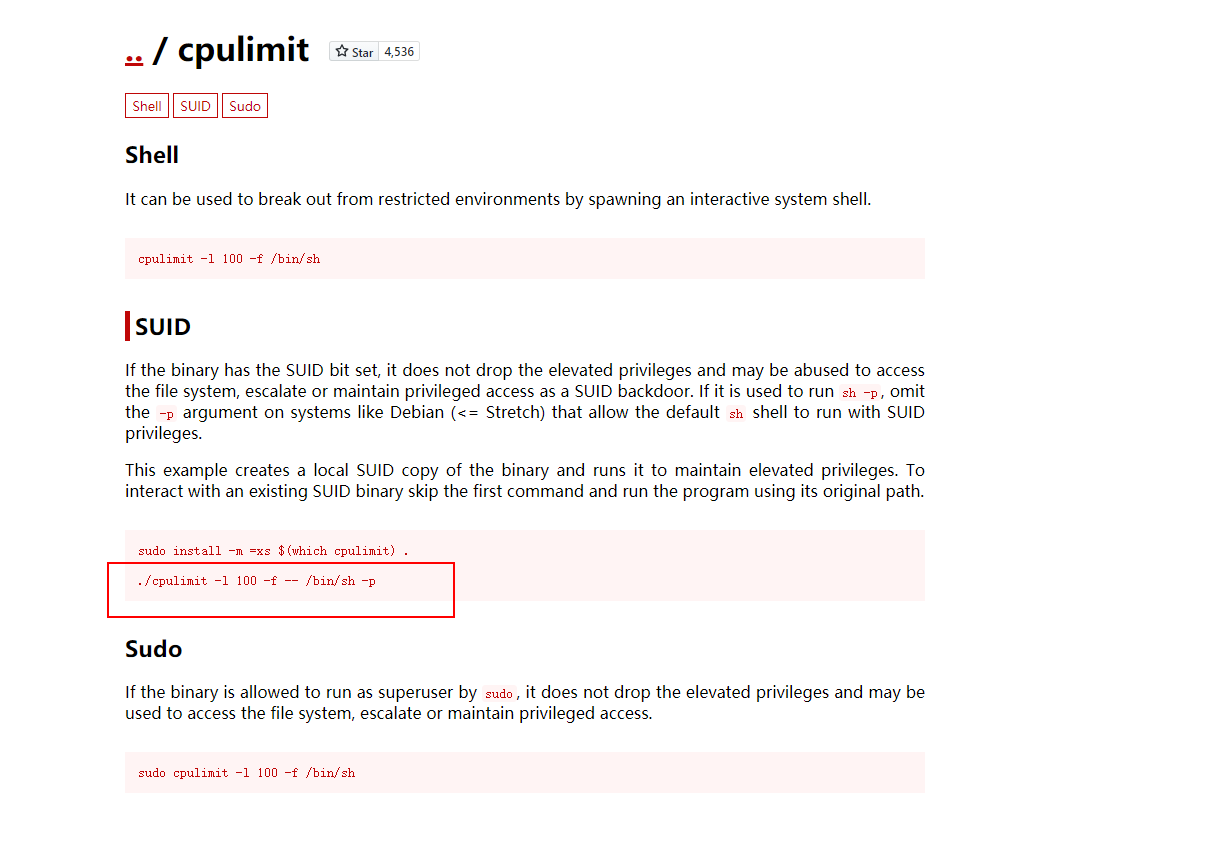 .. / cpulimit Star 4,536
Shell SUID Sudo
Shell
It can be used to break out from restricted environments by spawning an interactive system shell.
cpulimit -l 100 -f /bin/sh
SUID
If the binary has the SUID bit set, it does not drop the elevated privileges and may be abused to access
the file system, escalate or maintain privileged access as a SUID backdoor. If it is used to run sh -p, omit
the -p argument on systems like Debian (<= Stretch) that allow the default sh shell to run with SUID
privileges.
This example creates a local SUID copy of the binary and runs it to maintain elevated privileges. To
interact with an existing SUID binary skip the first command and run the program using its original path.
sudo install -m =xs $(which cpulimit) .
./cpulimit -l 100 -f -- /bin/sh -p
Sudo
If the binary is allowed to run as superuser by sudo, it does not drop the elevated privileges and may be
used to access the file system, escalate or maintain privileged access.
sudo cpulimit -l 100 -f /bin/sh